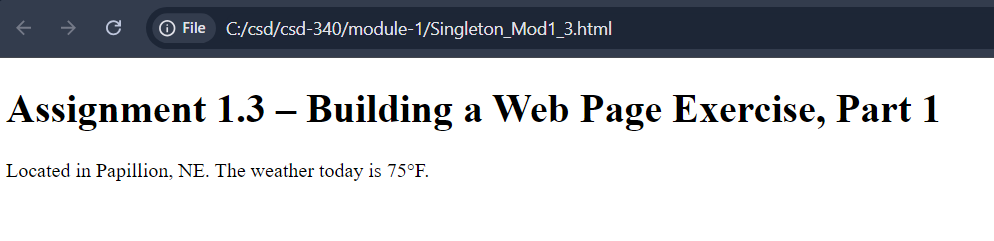 File C:/csd/csd-340/module-1/Singleton_Mod1_3.html
Assignment 1.3 – Building a Web Page Exercise, Part 1
Located in Papillion, NE. The weather today is 75°F.